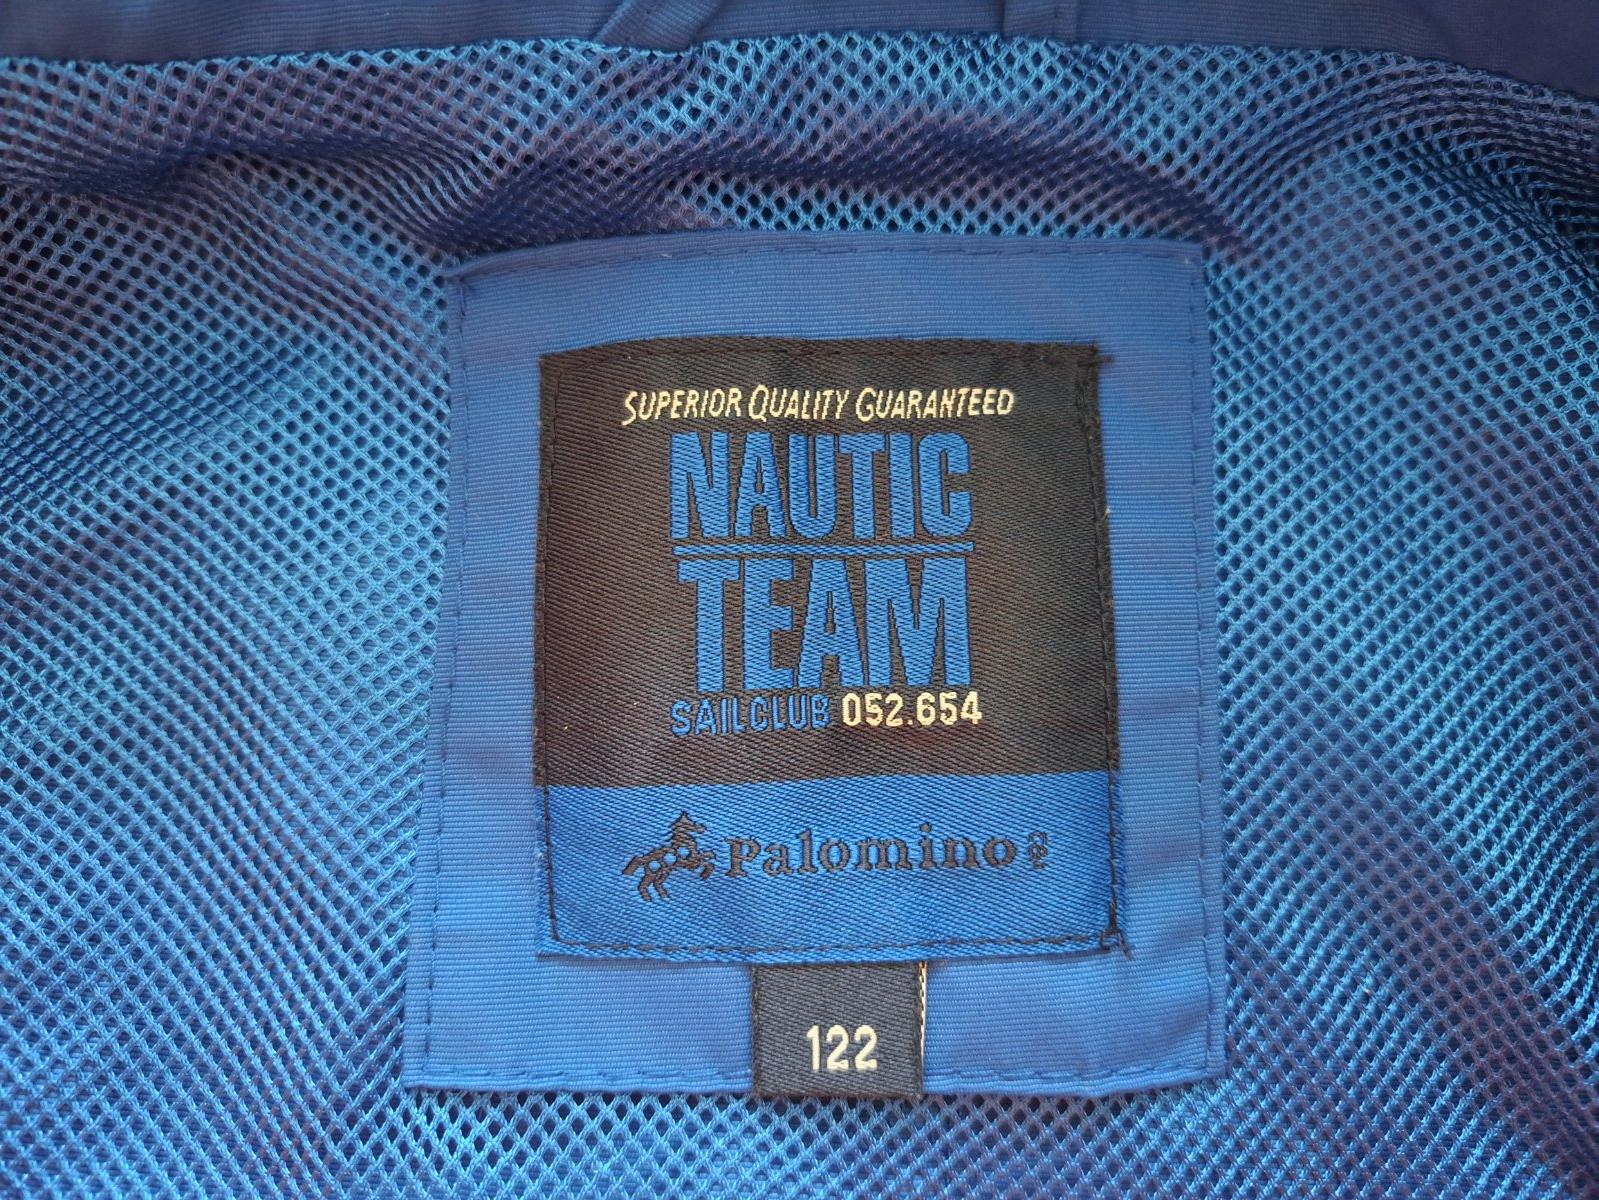 SUPERIOR QUALITY GUARANTEED
NAUTIC
TEAM
SAILCLUB 052.654
Palomino
122